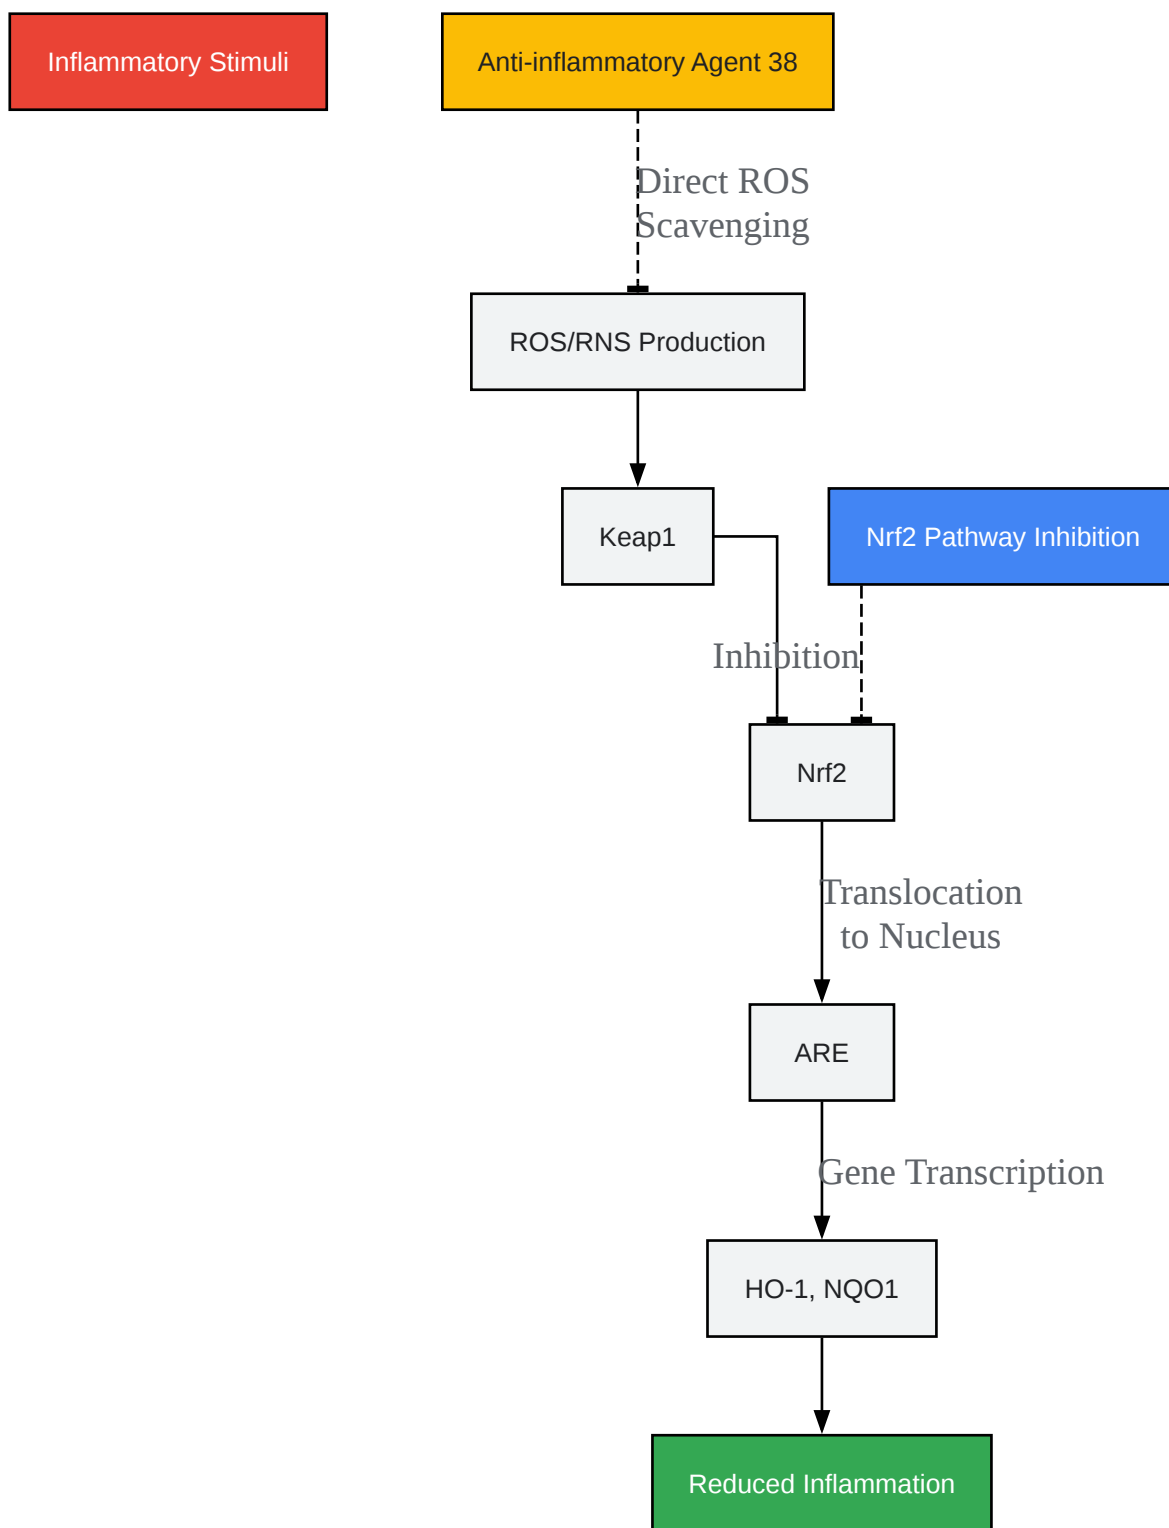 Inflammatory Stimuli
Anti-inflammatory Agent 38
Direct ROS
Scavenging
ROS/RNS Production
Keap1
Nrf2 Pathway Inhibition
Inhibition
Nrf2
Translocation
to Nucleus
ARE
Gene Transcription
HO-1, NQO1
Reduced Inflammation